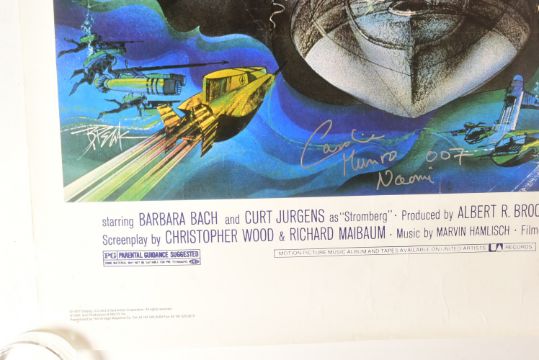 Caroline
Munro 007
Naomi
starring BARBARA BACH and CURT JURGENS as "Stromberg" · Produced by ALBERT R. BROC
Screenplay by CHRISTOPHER WOOD & RICHARD MAIBAUM · Music by MARVIN HAMLISCH · Film
PG PARENTAL GUIDANCE SUGGESTED
MOTION PICTURE MUSIC ALBUM AND TAPES AVAILABLE ON UNITED ARTISTS UA RECORDS